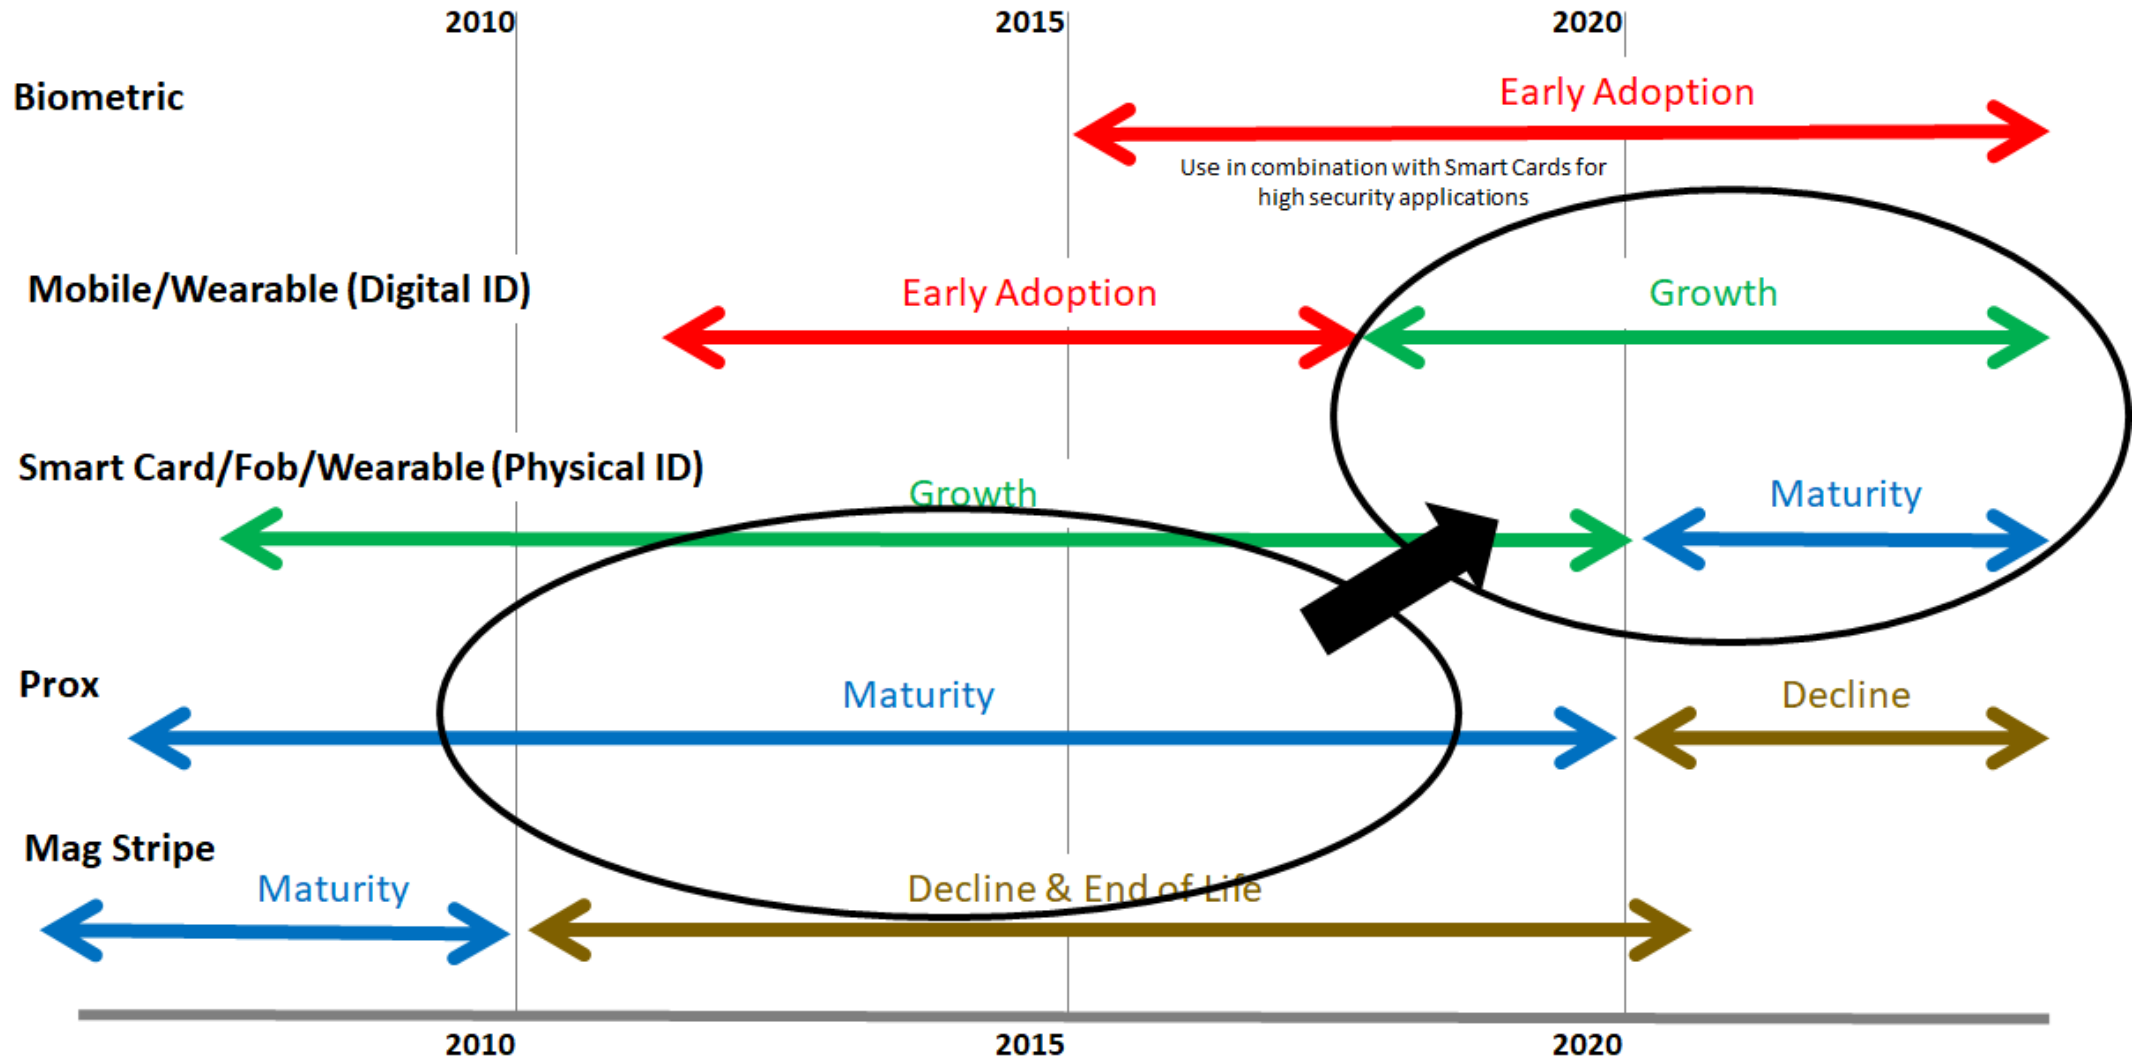 2010 2015 2020
Biometric
Early Adoption
Use in combination with Smart Cards for
high security applications
Mobile/Wearable (Digital ID)
Early Adoption
Growth
Smart Card/Fob/Wearable (Physical ID)
Growth
Maturity
Prox
Maturity
Decline
Mag Stripe
Maturity
Decline & End of Life
2010 2015 2020